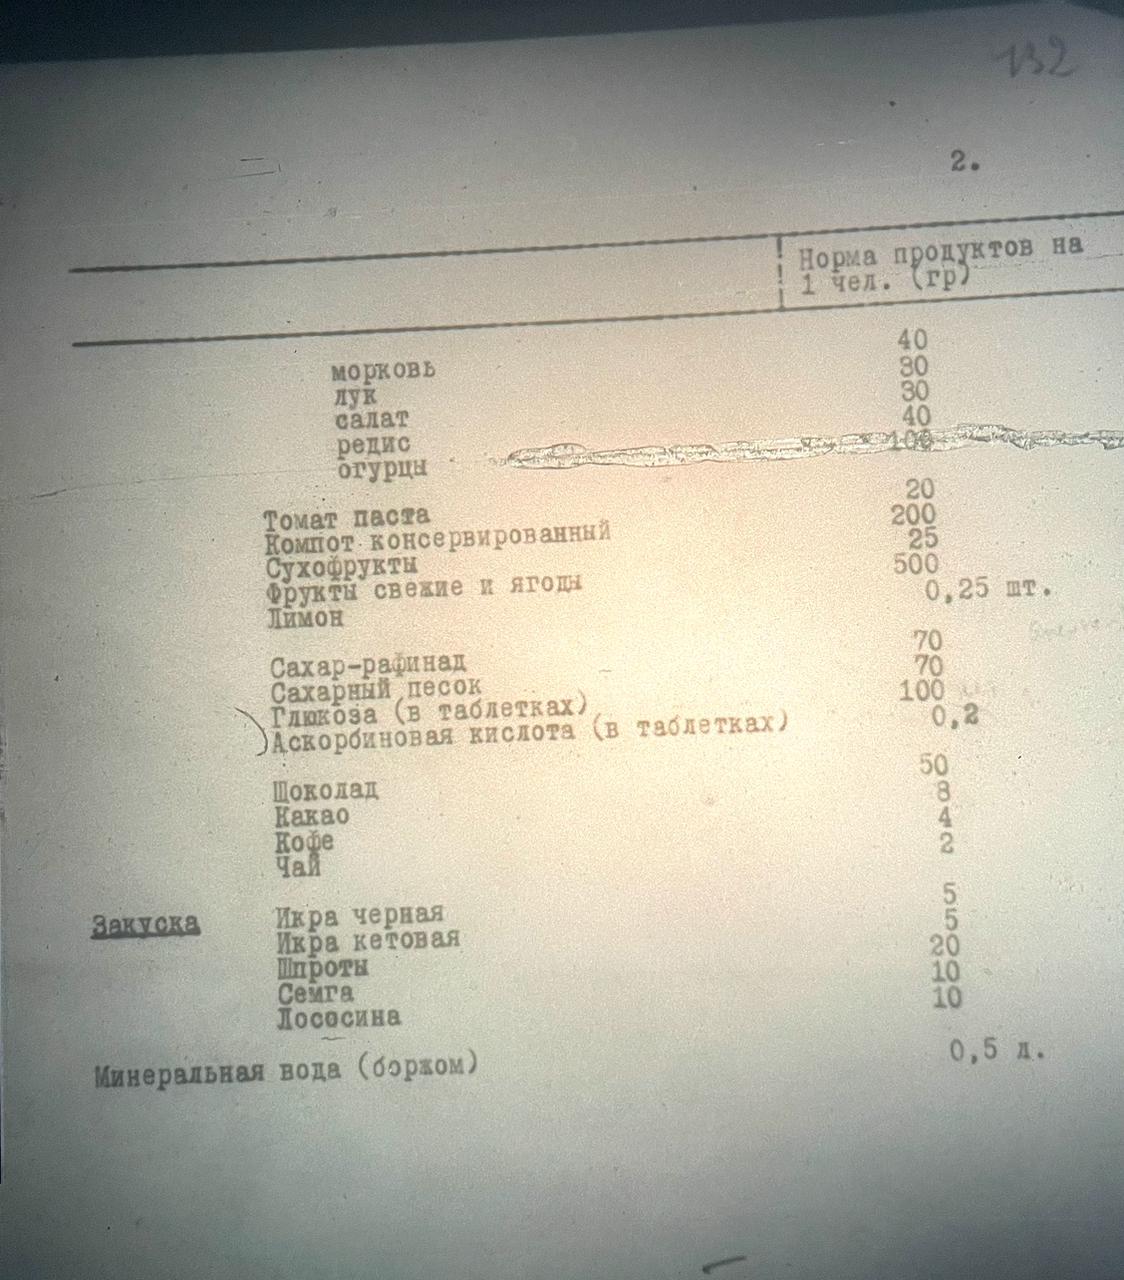 132
2.
Норма продуктов на
1 чел. (гр)
морковь 40
лук 30
салат 30
редис 40
огурцы 100
Томат паста 20
Компот консервированный 200
Сухофрукты 25
Фрукты свежие и ягоды 500
Лимон 0,25 шт.
Сахар-рафинад 70
Сахарный песок 70
Глюкоза (в таблетках) 100
Аскорбиновая кислота (в таблетках) 0,2
Шоколад 50
Какао 8
Кофе 4
Чай 2
Закуска Икра черная 5
Икра кетовая 5
Шпроты 20
Семга 10
Лососина 10
Минеральная вода (боржом) 0,5 л.